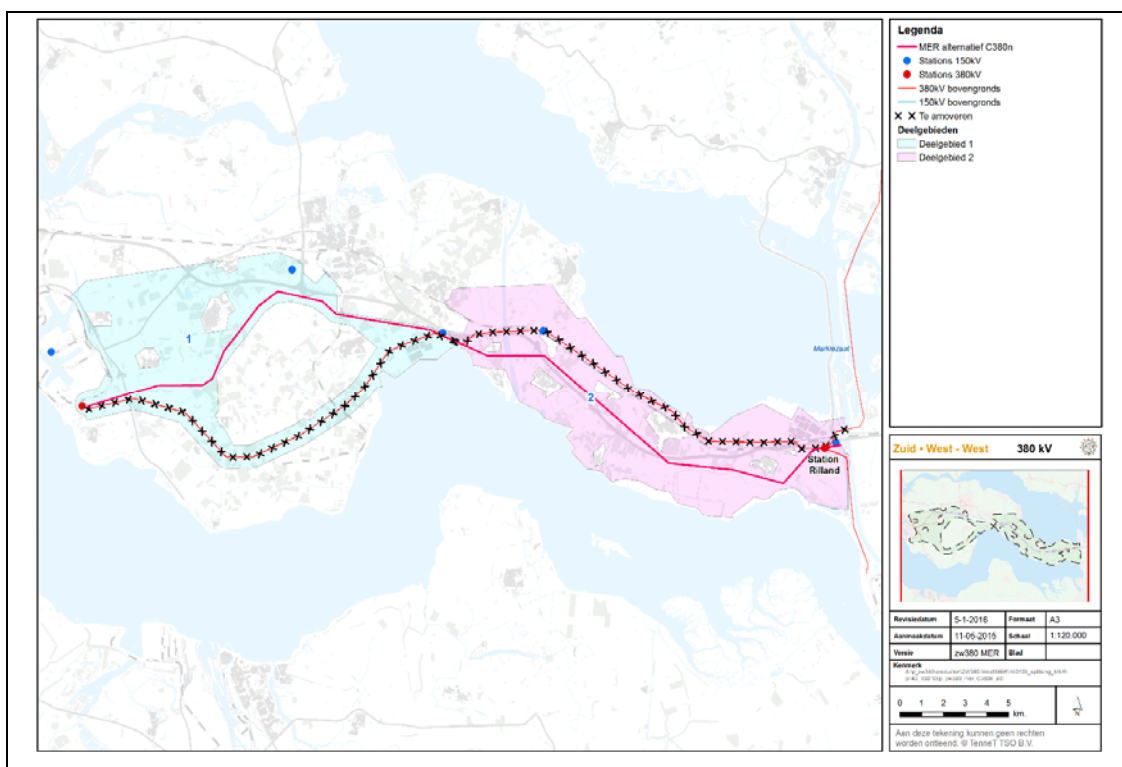 Legenda
MER alternatief C380n
Stations 150kV
Stations 380kV
380kV bovengronds
150kV bovengronds
Te amoveren
Deelgebieden
Deelgebied 1
Deelgebied 2
1
2
Markiezaat
Station
Rilland
Zuid • West - West 380 kV
Revisiedatum 5-1-2016 Formaat A3
Aanmaakdatum 11-05-2015 Schaal 1:120.000
Versie zw380 MER Blad
Kenmerk
0 1 2 3 4 5
km.
N
Aan deze tekening kunnen geen rechten
worden ontleend. © TenneT TSO B.V.